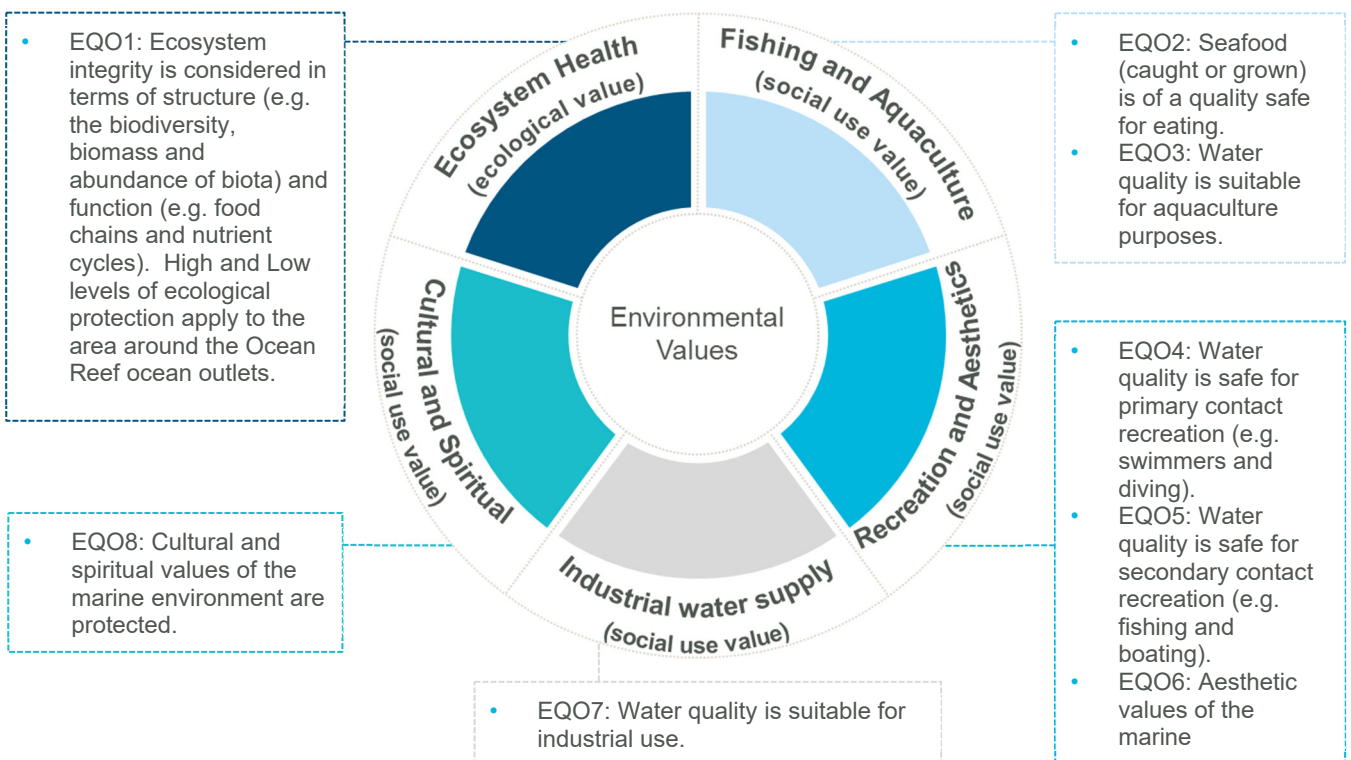 • EQO1: Ecosystem
integrity is considered in
terms of structure (e.g.
the biodiversity,
biomass and
abundance of biota) and
function (e.g. food
chains and nutrient
cycles).  High and Low
levels of ecological
protection apply to the
area around the Ocean
Reef ocean outlets.
Ecosystem Health
(ecological value)
Fishing and Aquaculture
(social use value)
• EQO2: Seafood
(caught or grown)
is of a quality safe
for eating.
• EQO3: Water
quality is suitable
for aquaculture
purposes.
Environmental
Values
Cultural and Spiritual
(social use value)
Recreation and Aesthetics
(social use value)
• EQO4: Water
quality is safe for
primary contact
recreation (e.g.
swimmers and
diving).
• EQO5: Water
quality is safe for
secondary contact
recreation (e.g.
fishing and
boating).
• EQO6: Aesthetic
values of the
marine
• EQO8: Cultural and
spiritual values of the
marine environment are
protected.
Industrial water supply
(social use value)
• EQO7: Water quality is suitable for
industrial use.